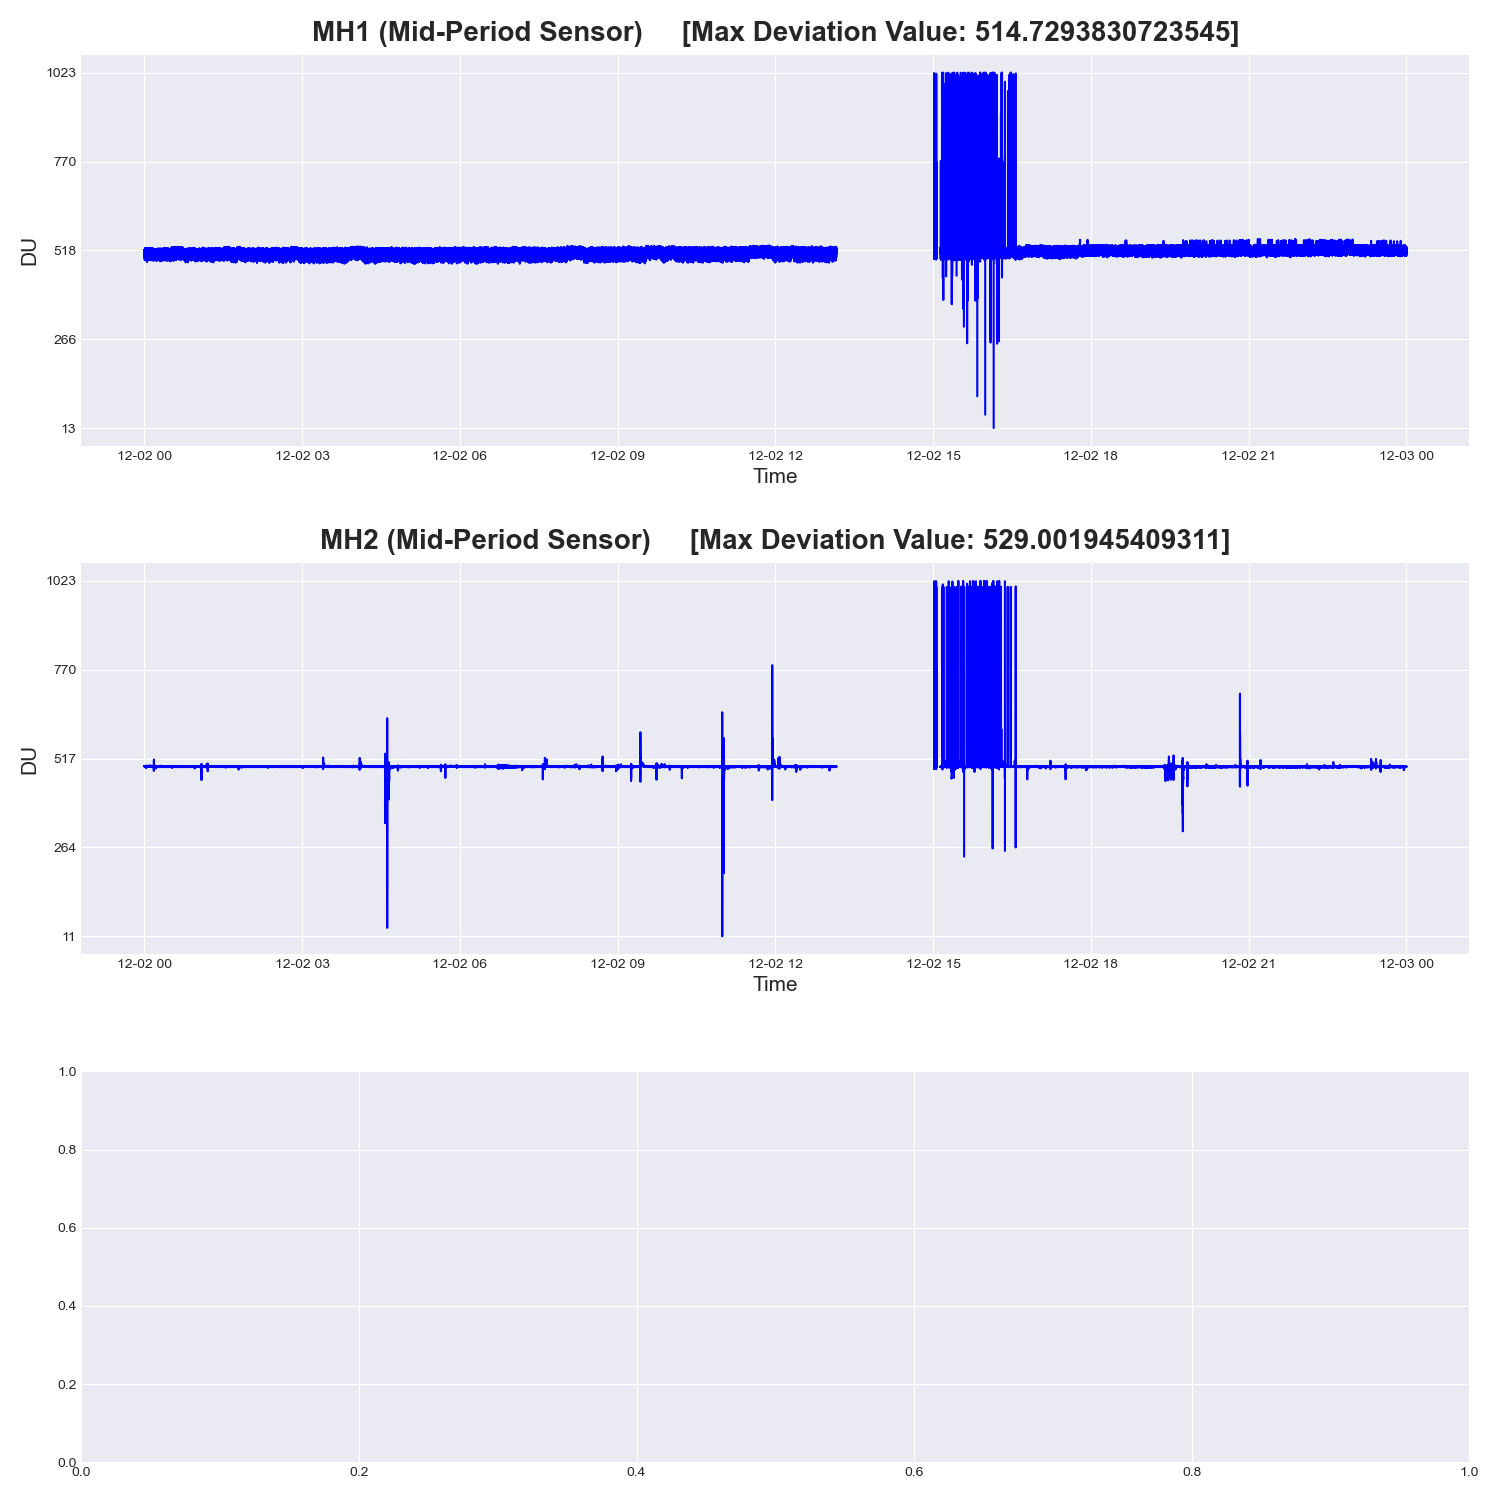 MH1 (Mid-Period Sensor) [Max Deviation Value: 514.7293830723545]
1023
770
518
266
13
DU
12-02 00 12-02 03 12-02 06 12-02 09 12-02 12 12-02 15 12-02 18 12-02 21 12-03 00
Time
MH2 (Mid-Period Sensor) [Max Deviation Value: 529.001945409311]
1023
770
517
264
11
DU
12-02 00 12-02 03 12-02 06 12-02 09 12-02 12 12-02 15 12-02 18 12-02 21 12-03 00
Time
1.0
0.8
0.6
0.4
0.2
0.0
0.0 0.2 0.4 0.6 0.8 1.0